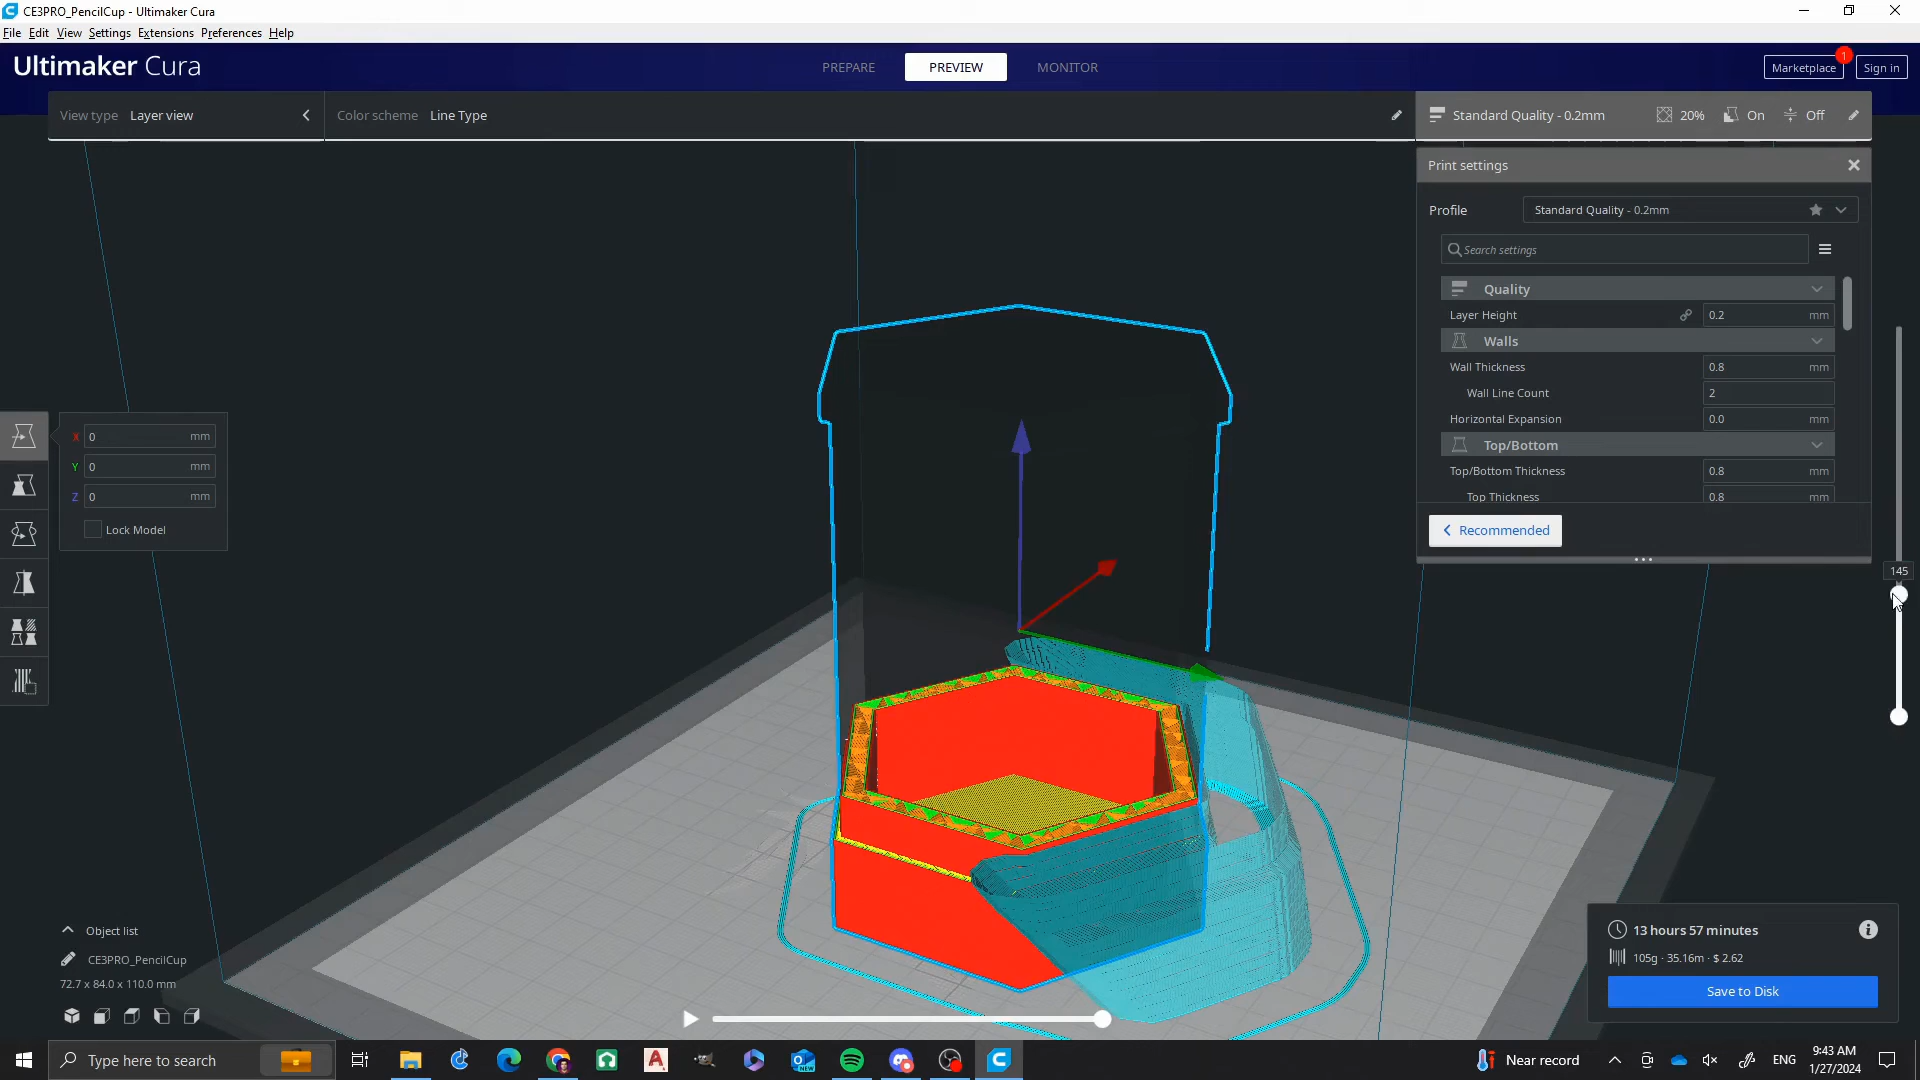 CE3PRO_PencilCup - Ultimaker Cura
File Edit View Settings Extensions Preferences Help
Ultimaker Cura
PREPARE PREVIEW MONITOR
Marketplace 1 Sign in
View type Layer view
Color scheme Line Type
Standard Quality - 0.2mm 20% On Off
Print settings
Profile Standard Quality - 0.2mm
Search settings
Quality
Layer Height 0.2 mm
Walls
Wall Thickness 0.8 mm
Wall Line Count 2
Horizontal Expansion 0.0 mm
Top/Bottom
Top/Bottom Thickness 0.8 mm
Top Thickness 0.8 mm
Recommended
X 0 mm
Y 0 mm
Z 0 mm
Lock Model
145
Object list
CE3PRO_PencilCup
72.7 x 84.0 x 110.0 mm
13 hours 57 minutes
105g · 35.16m · $ 2.62
Save to Disk
Type here to search
Near record
ENG
9:43 AM
1/27/2024